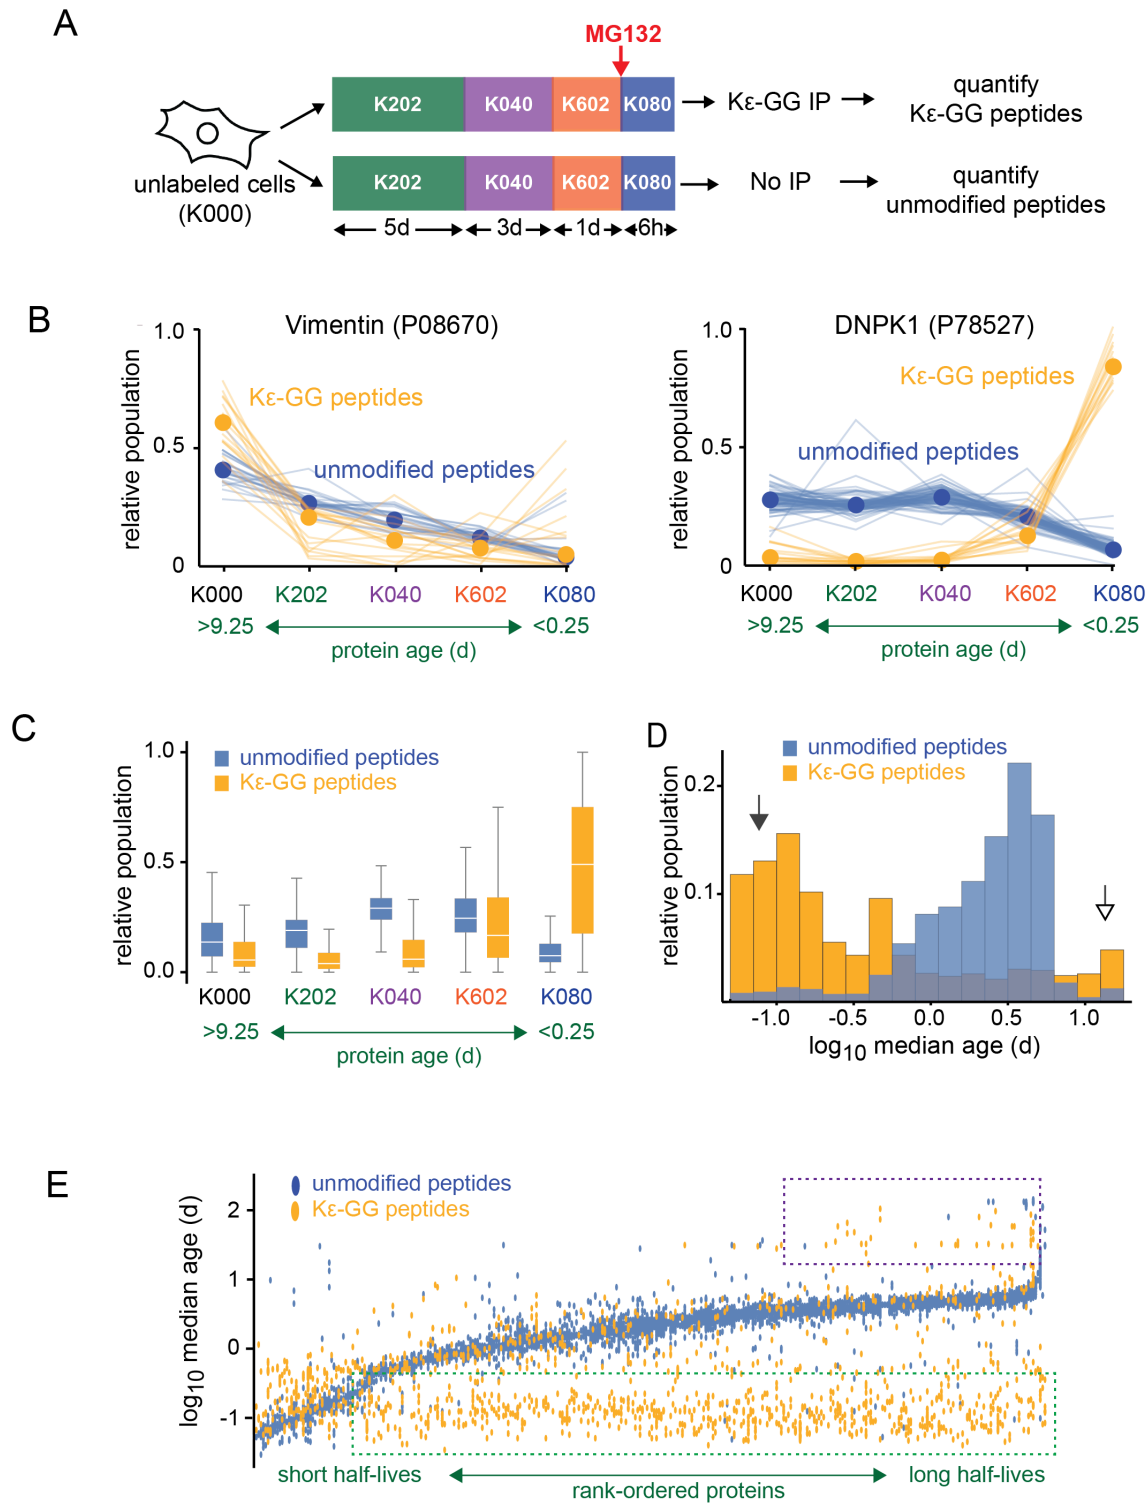 A
MG132
K202 K040 K602 K080
Kε-GG IP
quantify
Kε-GG peptides
unlabeled cells
(K000)
K202 K040 K602 K080
No IP
quantify
unmodified peptides
5d 3d 1d 6h
B
Vimentin (P08670)
relative population
1.0
0.5
0
Kε-GG peptides
unmodified peptides
K000 K202 K040 K602 K080
>9.25 <0.25
protein age (d)
DNPK1 (P78527)
relative population
1.0
0.5
0
Kε-GG peptides
unmodified peptides
K000 K202 K040 K602 K080
>9.25 <0.25
protein age (d)
C
unmodified peptides
Kε-GG peptides
relative population
1.0
0.5
0.0
K000 K202 K040 K602 K080
>9.25 <0.25
protein age (d)
D
unmodified peptides
Kε-GG peptides
relative population
0.2
0.1
-1.0 -0.5 0.0 0.5 1.0
log10 median age (d)
E
unmodified peptides
Kε-GG peptides
log10 median age (d)
2
1
0
-1
short half-lives long half-lives
rank-ordered proteins